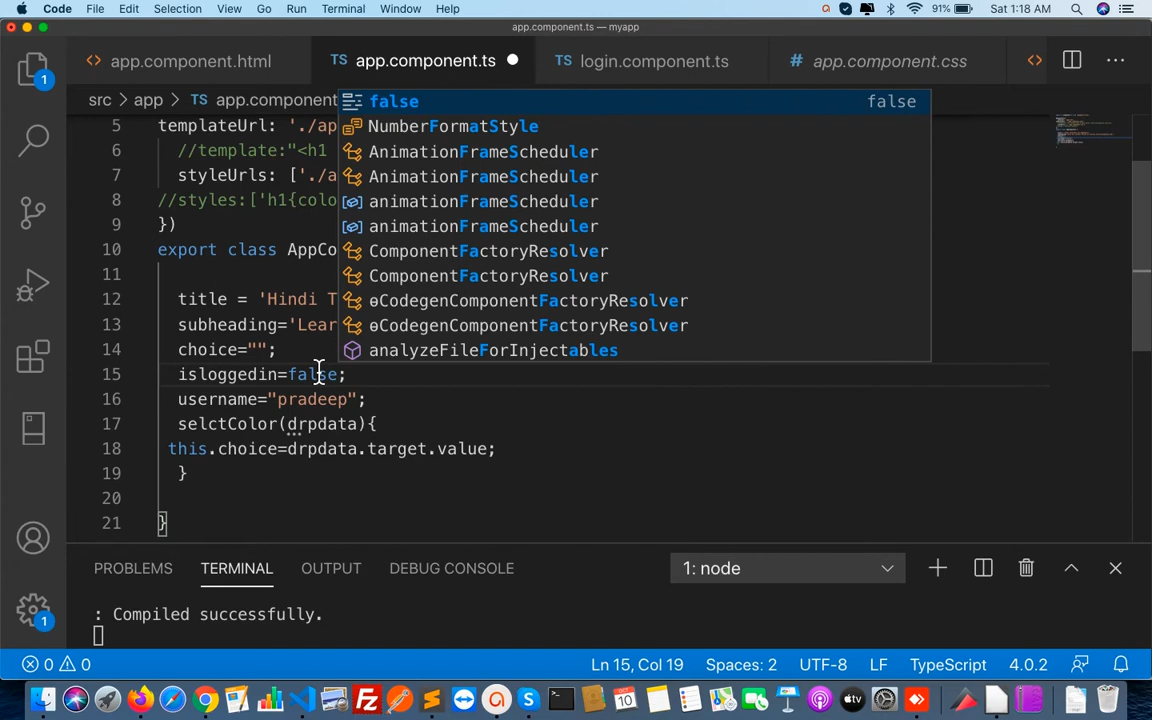 Code File Edit Selection View Go Run Terminal Window Help 91% Sat 1:18 AM
app.component.ts — myapp
app.component.html TS app.component.ts TS login.component.ts # app.component.css
1
src > app > TS app.component
false false
NumberFormatStyle
AnimationFrameScheduler
AnimationFrameScheduler
animationFrameScheduler
animationFrameScheduler
ComponentFactoryResolver
ComponentFactoryResolver
ɵCodegenComponentFactoryResolver
ɵCodegenComponentFactoryResolver
analyzeFileForInjectables
5 templateUrl: './ap
6 //template:"<h1
7 styleUrls: ['./a
8 //styles:['h1{colo
9 })
10 export class AppCo
11
12 title = 'Hindi T
13 subheading='Lear
14 choice="";
15 isloggedin=false;
16 username="pradeep";
17 selctColor(drpdata){
18 this.choice=drpdata.target.value;
19 }
20
21 }
PROBLEMS TERMINAL OUTPUT DEBUG CONSOLE 1: node
: Compiled successfully.
1
0 0 Ln 15, Col 19 Spaces: 2 UTF-8 LF TypeScript 4.0.2